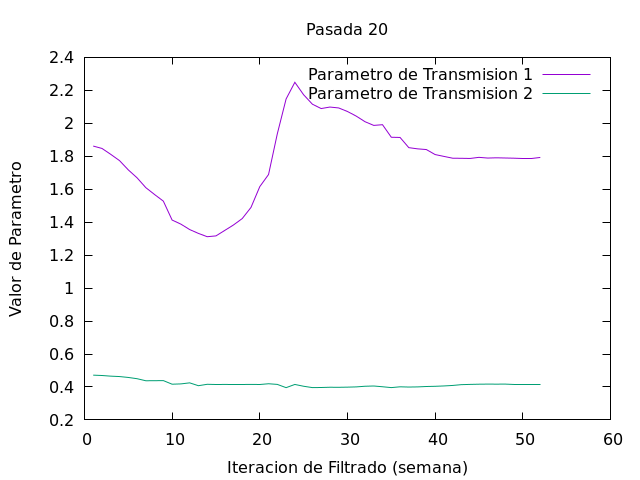 Pasada 20
2.4
2.2
2
1.8
1.6
1.4
1.2
1
0.8
0.6
0.4
0.2
Valor de Parametro
Parametro de Transmision 1
Parametro de Transmision 2
0 10 20 30 40 50 60
Iteracion de Filtrado (semana)